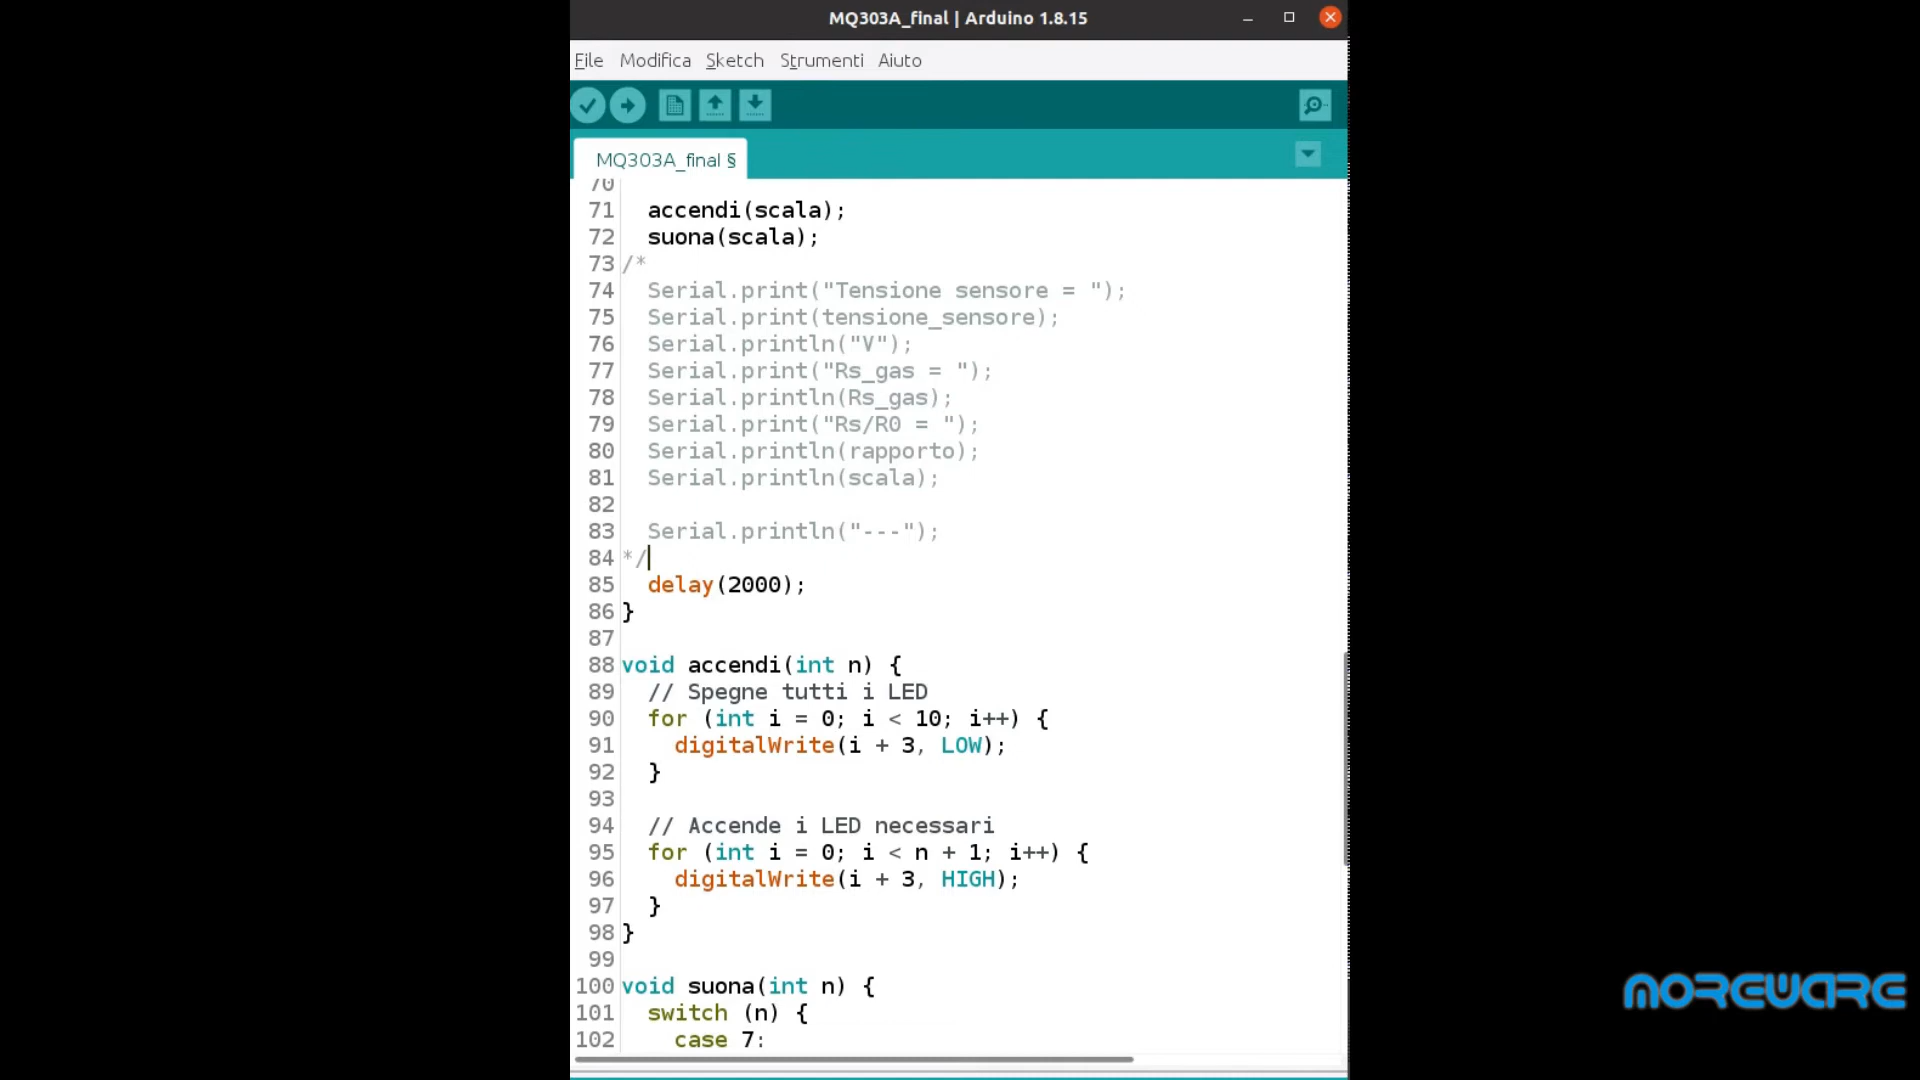 MQ303A_final | Arduino 1.8.15
File Modifica Sketch Strumenti Aiuto
MQ303A_final §
70
71 accendi(scala);
72 suona(scala);
73 /*
74 Serial.print("Tensione sensore = ");
75 Serial.print(tensione_sensore);
76 Serial.println("V");
77 Serial.print("Rs_gas = ");
78 Serial.println(Rs_gas);
79 Serial.print("Rs/R0 = ");
80 Serial.println(rapporto);
81 Serial.println(scala);
82
83 Serial.println("---");
84 */
85 delay(2000);
86 }
87
88 void accendi(int n) {
89 // Spegne tutti i LED
90 for (int i = 0; i < 10; i++) {
91 digitalWrite(i + 3, LOW);
92 }
93
94 // Accende i LED necessari
95 for (int i = 0; i < n + 1; i++) {
96 digitalWrite(i + 3, HIGH);
97 }
98 }
99
100 void suona(int n) {
101 switch (n) {
102 case 7:
MOREWARE